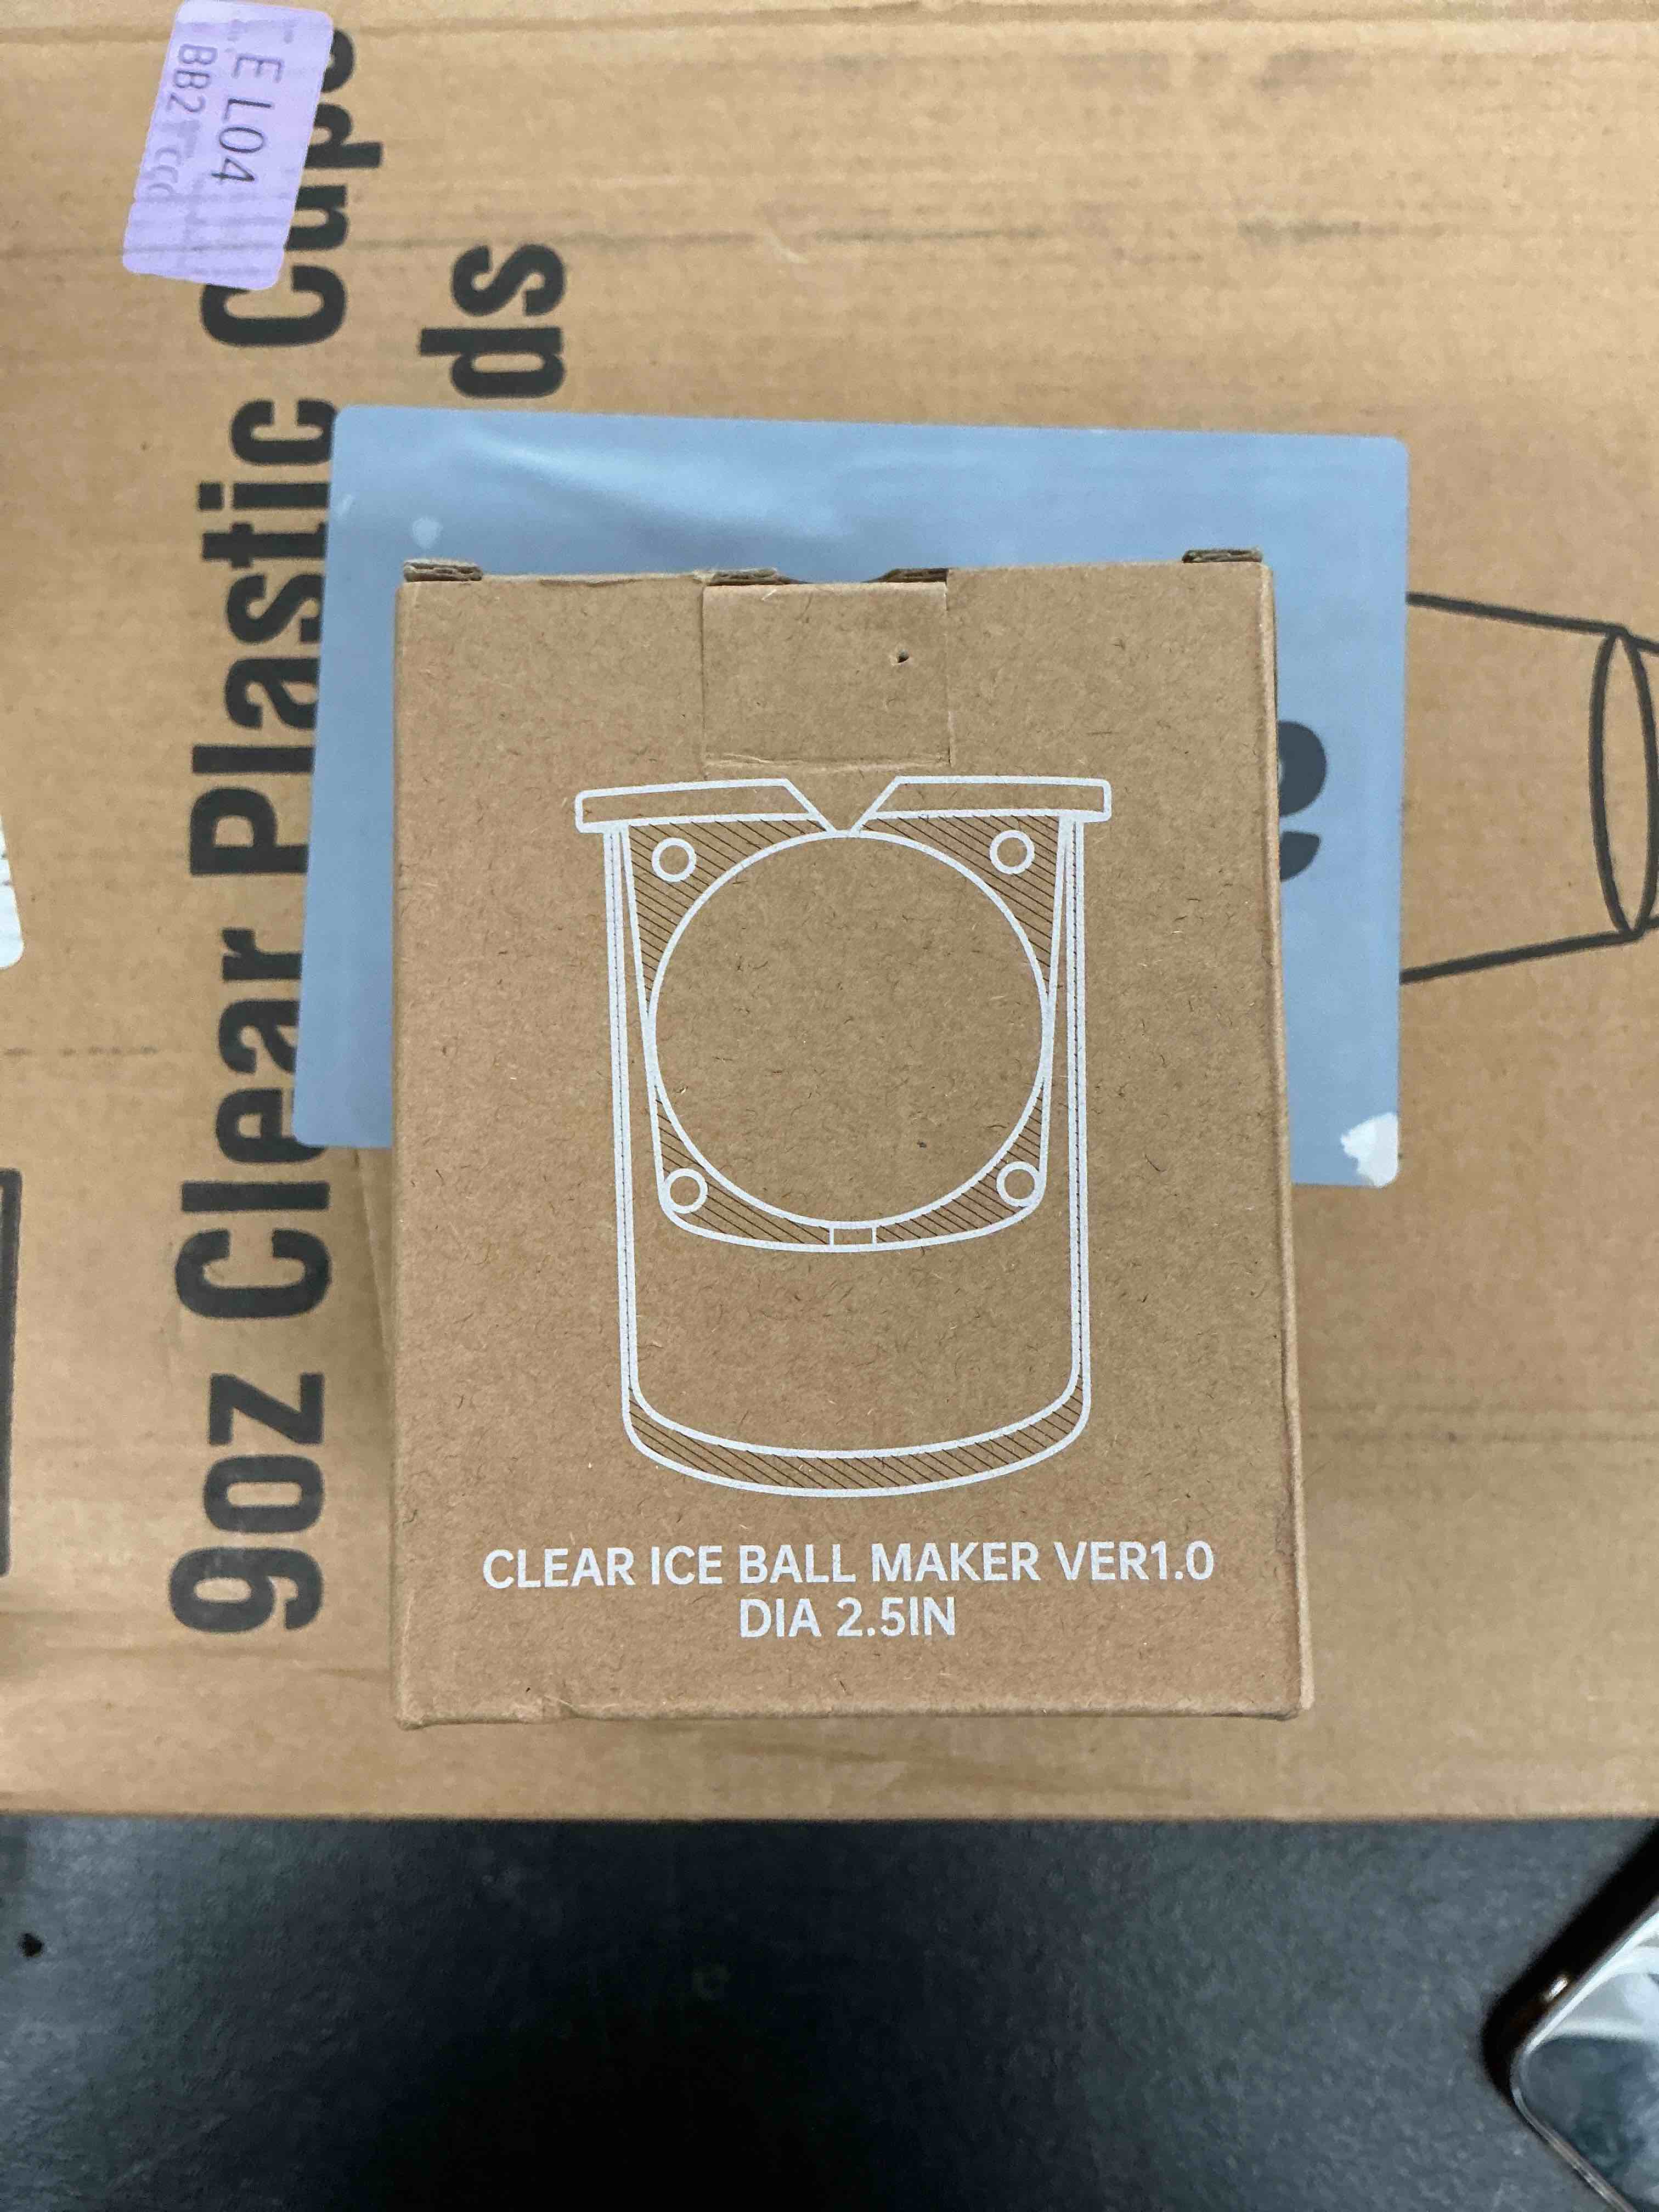 E L04
BB2
9oz Clear Plastic Cups
ds
CLEAR ICE BALL MAKER VER1.0
DIA 2.5IN